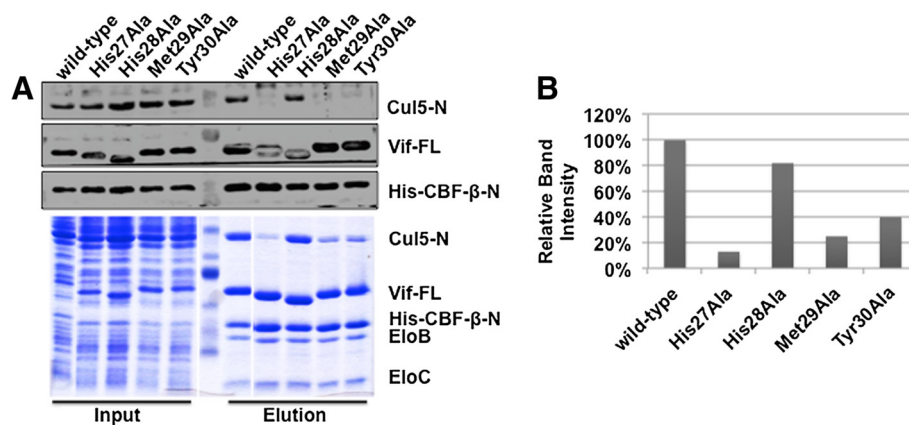 A
wild-type
His27Ala
His28Ala
Met29Ala
Tyr30Ala
wild-type
His27Ala
His28Ala
Met29Ala
Tyr30Ala
Cul5-N
Vif-FL
His-CBF-β-N
Cul5-N
Vif-FL
His-CBF-β-N
EloB
EloC
Input
Elution
B
Relative Band
Intensity
120%
100%
80%
60%
40%
20%
0%
wild-type
His27Ala
His28Ala
Met29Ala
Tyr30Ala